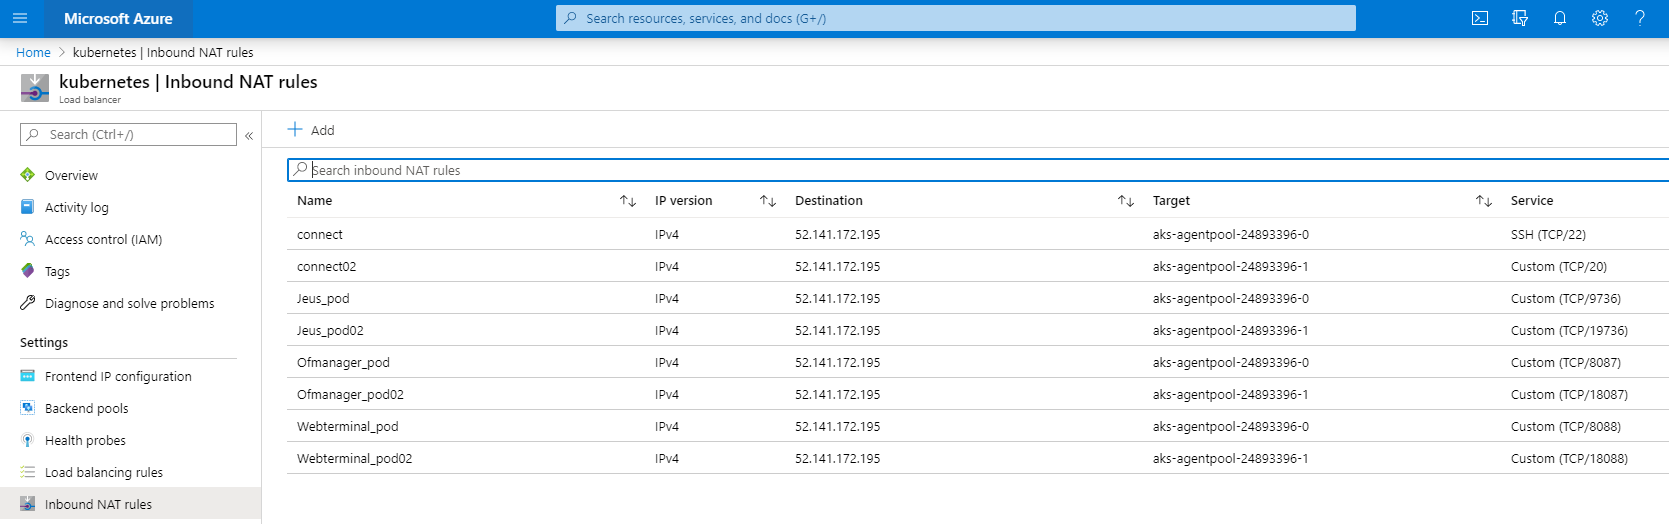 Microsoft Azure
Search resources, services, and docs (G+/)
Home > kubernetes | Inbound NAT rules
kubernetes | Inbound NAT rules
Load balancer
Search (Ctrl+/)
«
Overview
Activity log
Access control (IAM)
Tags
Diagnose and solve problems
Settings
Frontend IP configuration
Backend pools
Health probes
Load balancing rules
Inbound NAT rules
+ Add
Search inbound NAT rules
Name ↑↓ IP version ↑↓ Destination ↑↓ Target ↑↓ Service
connect IPv4 52.141.172.195 aks-agentpool-24893396-0 SSH (TCP/22)
connect02 IPv4 52.141.172.195 aks-agentpool-24893396-1 Custom (TCP/20)
Jeus_pod IPv4 52.141.172.195 aks-agentpool-24893396-0 Custom (TCP/9736)
Jeus_pod02 IPv4 52.141.172.195 aks-agentpool-24893396-1 Custom (TCP/19736)
Ofmanager_pod IPv4 52.141.172.195 aks-agentpool-24893396-0 Custom (TCP/8087)
Ofmanager_pod02 IPv4 52.141.172.195 aks-agentpool-24893396-1 Custom (TCP/18087)
Webterminal_pod IPv4 52.141.172.195 aks-agentpool-24893396-0 Custom (TCP/8088)
Webterminal_pod02 IPv4 52.141.172.195 aks-agentpool-24893396-1 Custom (TCP/18088)